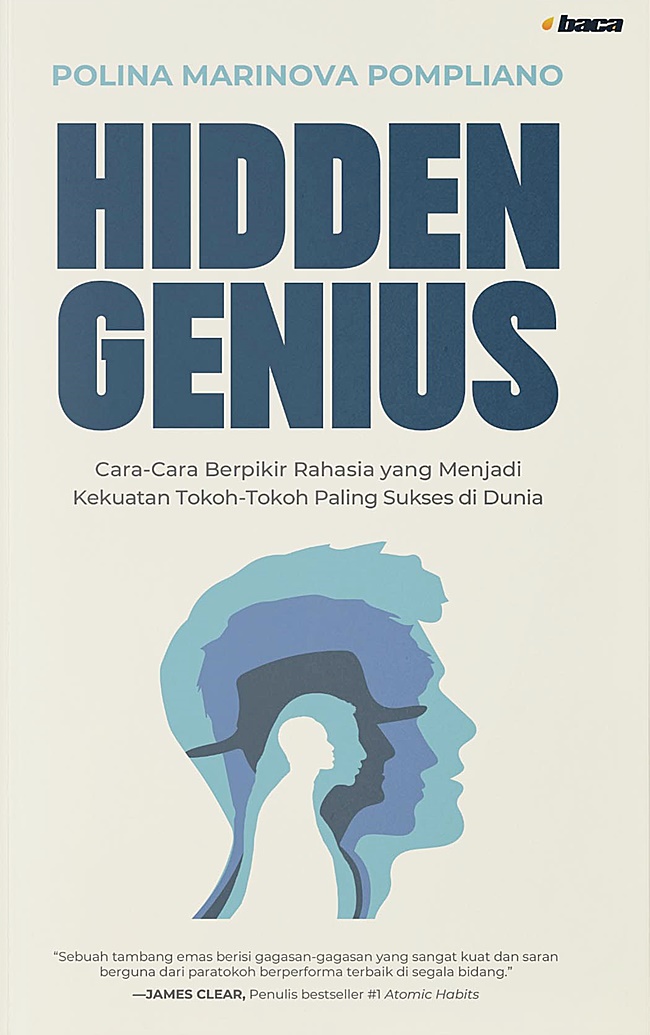 baca
POLINA MARINOVA POMPLIANO
HIDDEN
GENIUS
Cara-Cara Berpikir Rahasia yang Menjadi
Kekuatan Tokoh-Tokoh Paling Sukses di Dunia
“Sebuah tambang emas berisi gagasan-gagasan yang sangat kuat dan saran
berguna dari paratokoh berperforma terbaik di segala bidang.”
—JAMES CLEAR, Penulis bestseller #1 Atomic Habits